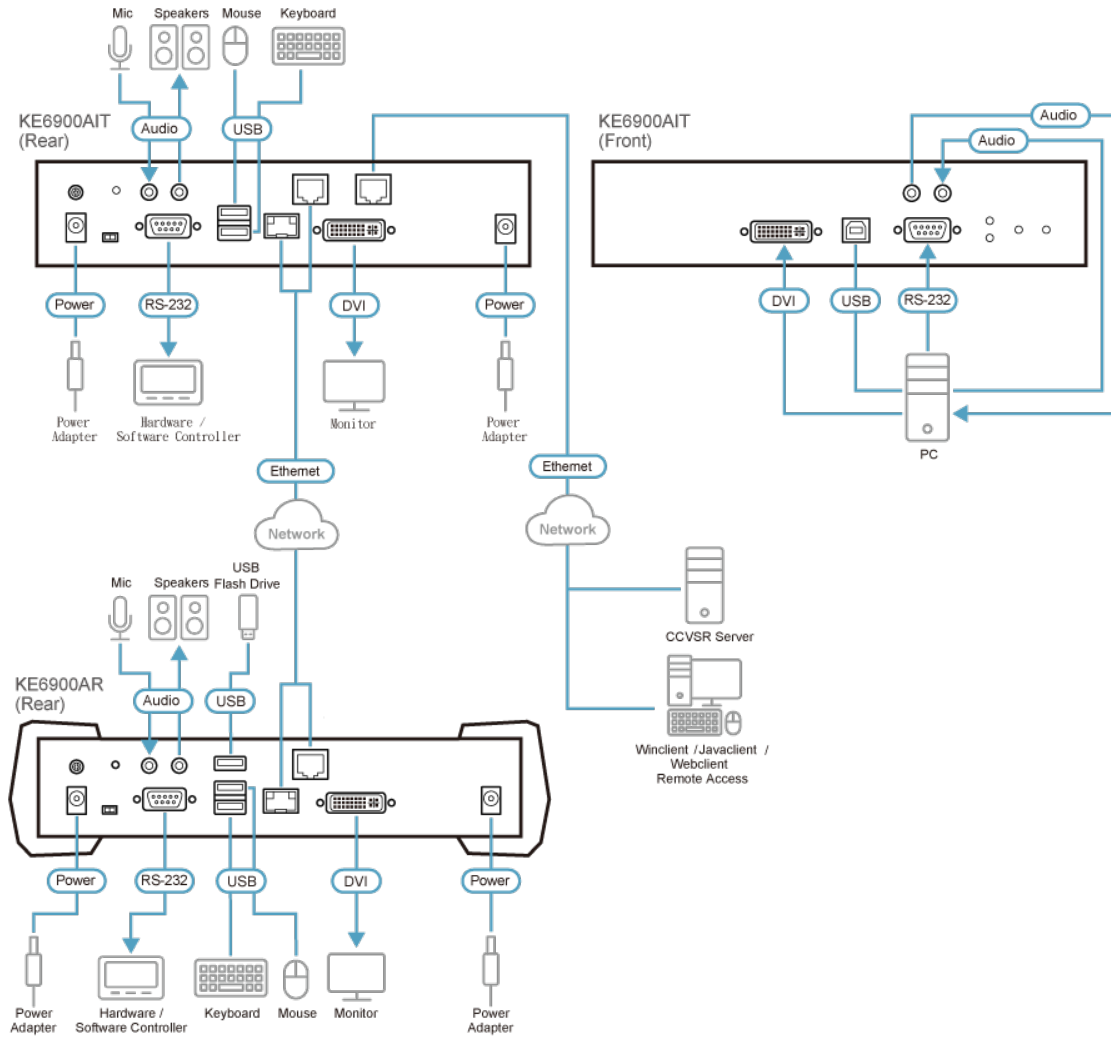 Mic Speakers Mouse Keyboard
KE6900AIT
(Rear)
Audio USB
KE6900AIT
(Front)
Audio
Audio
Power RS-232 DVI Power
DVI USB RS-232
Power
Adapter
Hardware /
Software Controller
Monitor
Power
Adapter
PC
Ethernet
Ethernet
Network
Network
Mic Speakers USB
Flash Drive
CCVSR Server
KE6900AR
(Rear)
Audio USB
Winclient / Javaclient /
Webclient
Remote Access
Power RS-232 USB DVI Power
Power
Adapter
Hardware /
Software Controller
Keyboard Mouse Monitor
Power
Adapter